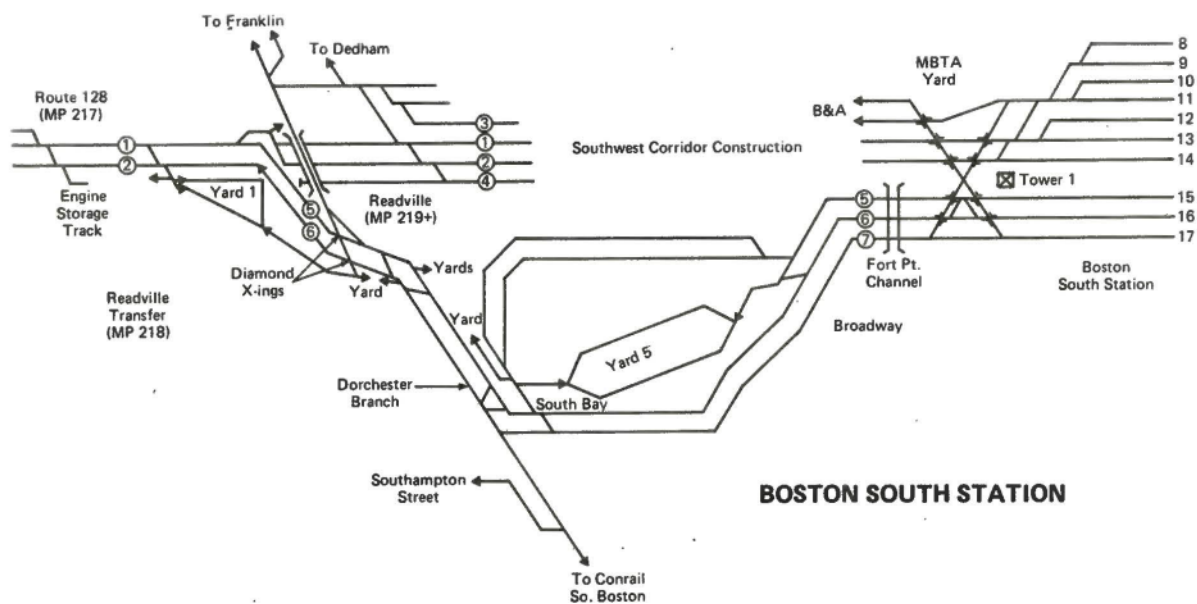 To Franklin
To Dedham
Route 128
(MP 217)
1
2
Engine
Storage
Track
Yard 1
3
1
2
4
5
6
Readville
(MP 219+)
Diamond
X-ings
Yard
Yards
Readville
Transfer
(MP 218)
Southwest Corridor Construction
MBTA
Yard
B&A
8
9
10
11
12
13
14
Tower 1
15
16
17
5
6
7
Fort Pt.
Channel
Boston
South Station
Broadway
Yard
Yard 5
South Bay
Dorchester
Branch
Southampton
Street
BOSTON SOUTH STATION
To Conrail
So. Boston